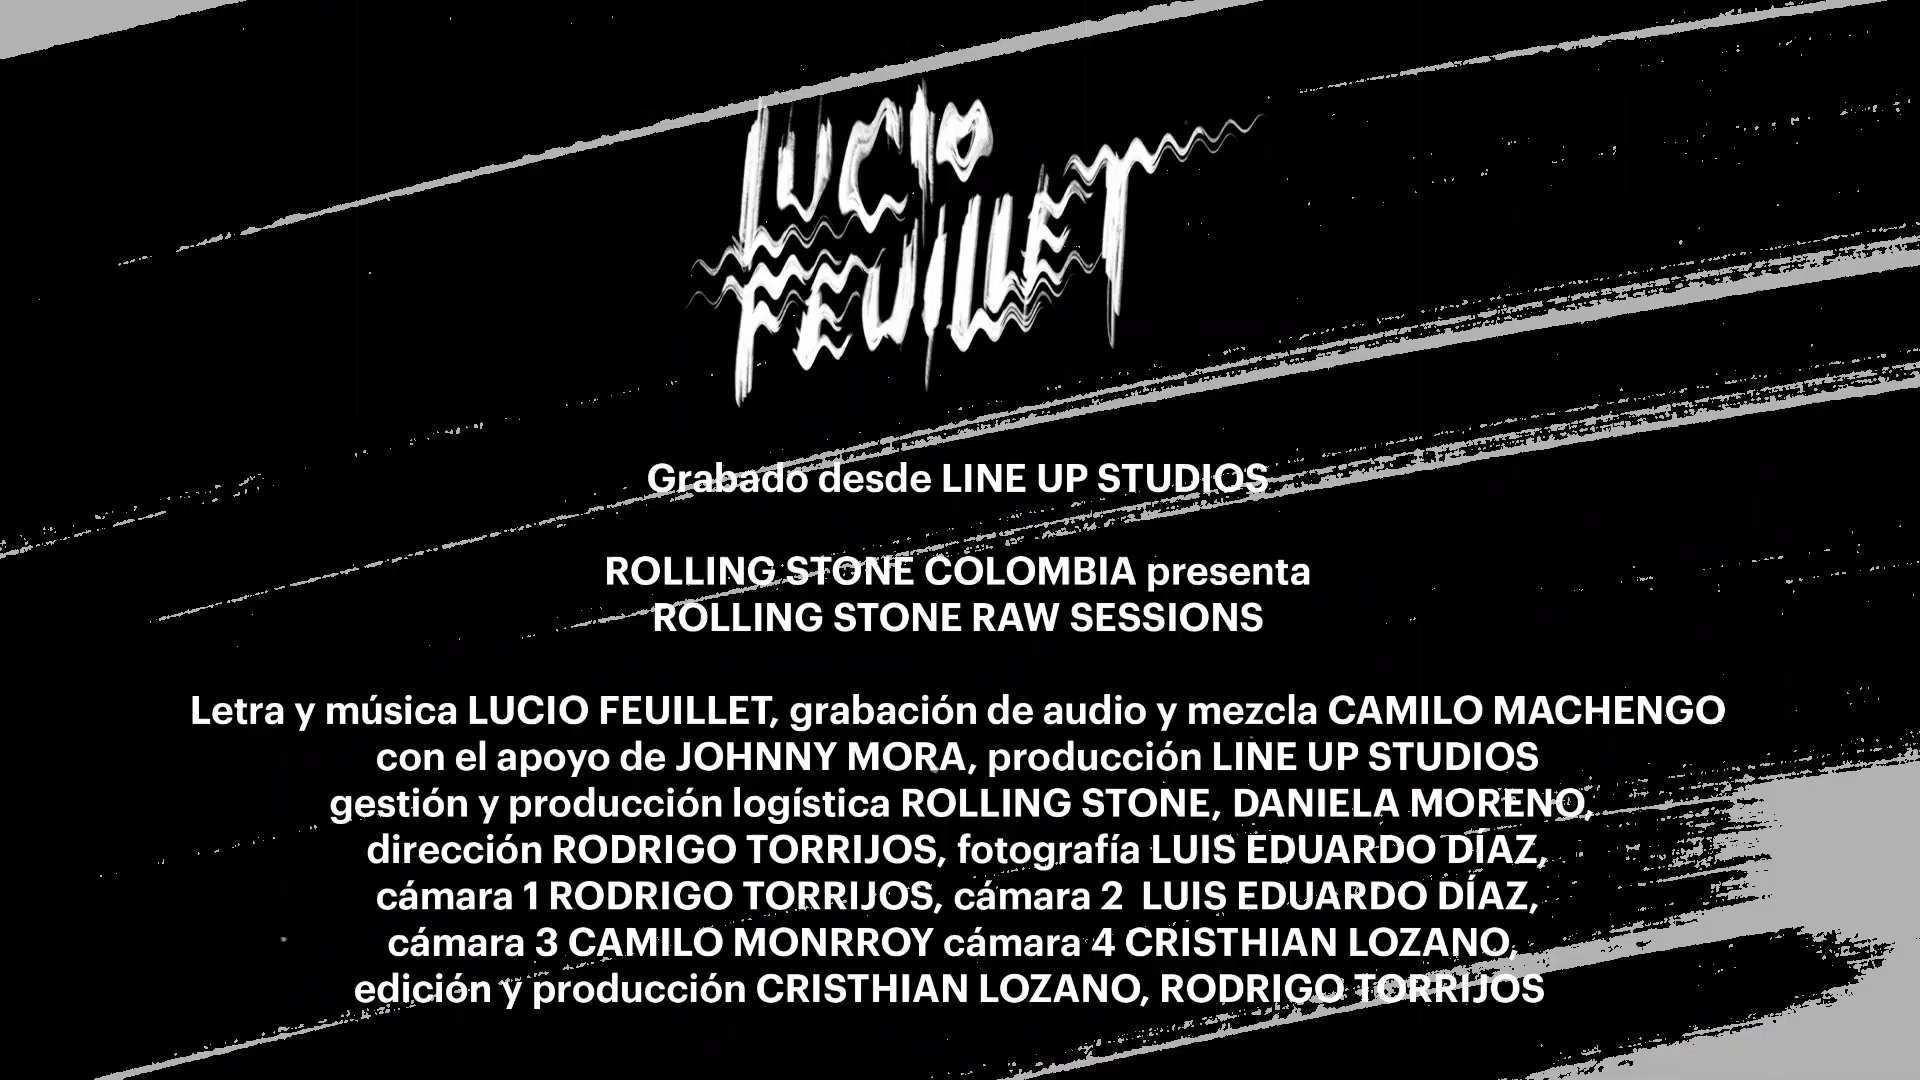 LUCIO
FEUILLET
Grabado desde LINE UP STUDIOS
ROLLING STONE COLOMBIA presenta
ROLLING STONE RAW SESSIONS
Letra y música LUCIO FEUILLET, grabación de audio y mezcla CAMILO MACHENGO
con el apoyo de JOHNNY MORA, producción LINE UP STUDIOS
gestión y producción logística ROLLING STONE, DANIELA MORENO,
dirección RODRIGO TORRIJOS, fotografía LUIS EDUARDO DÍAZ,
cámara 1 RODRIGO TORRIJOS, cámara 2 LUIS EDUARDO DÍAZ,
cámara 3 CAMILO MONRROY cámara 4 CRISTHIAN LOZANO,
edición y producción CRISTHIAN LOZANO, RODRIGO TORRIJOS